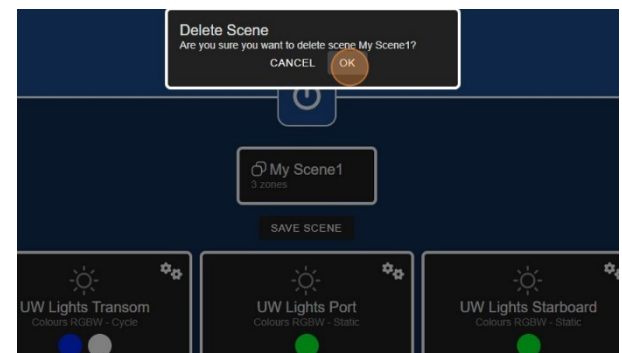 Delete Scene
Are you sure you want to delete scene My Scene1?
CANCEL OK
My Scene1
3 zones
SAVE SCENE
UW Lights Transom
Colours RGBW - Cycle
UW Lights Port
Colours RGBW - Static
UW Lights Starboard
Colours RGBW - Static